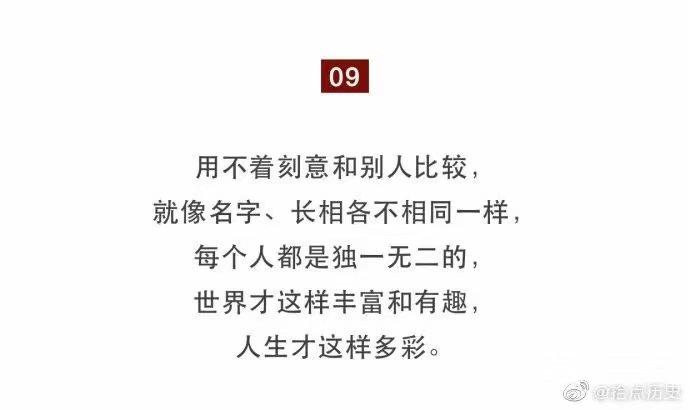 09
用不着刻意和别人比较，
就像名字、长相各不相同一样，
每个人都是独一无二的，
世界才这样丰富和有趣，
人生才这样多彩。
@拾点历史